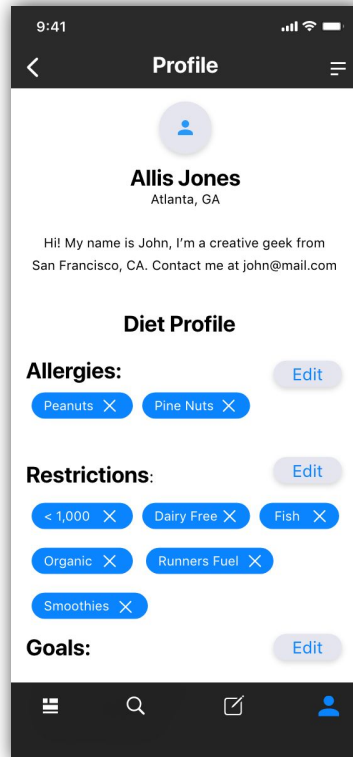 9:41
Profile
Allis Jones
Atlanta, GA
Hi! My name is John, I’m a creative geek from
San Francisco, CA. Contact me at john@mail.com
Diet Profile
Allergies:
Edit
Peanuts
Pine Nuts
Restrictions:
Edit
< 1,000
Dairy Free
Fish
Organic
Runners Fuel
Smoothies
Goals:
Edit